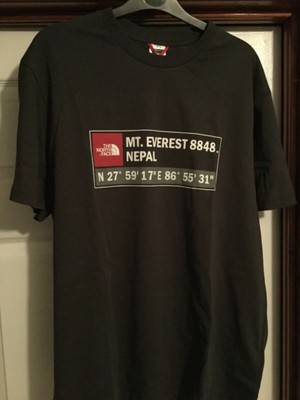 THE
NORTH
FACE
MT. EVEREST 8848.
NEPAL
N 27° 59' 17"E 86° 55' 31"